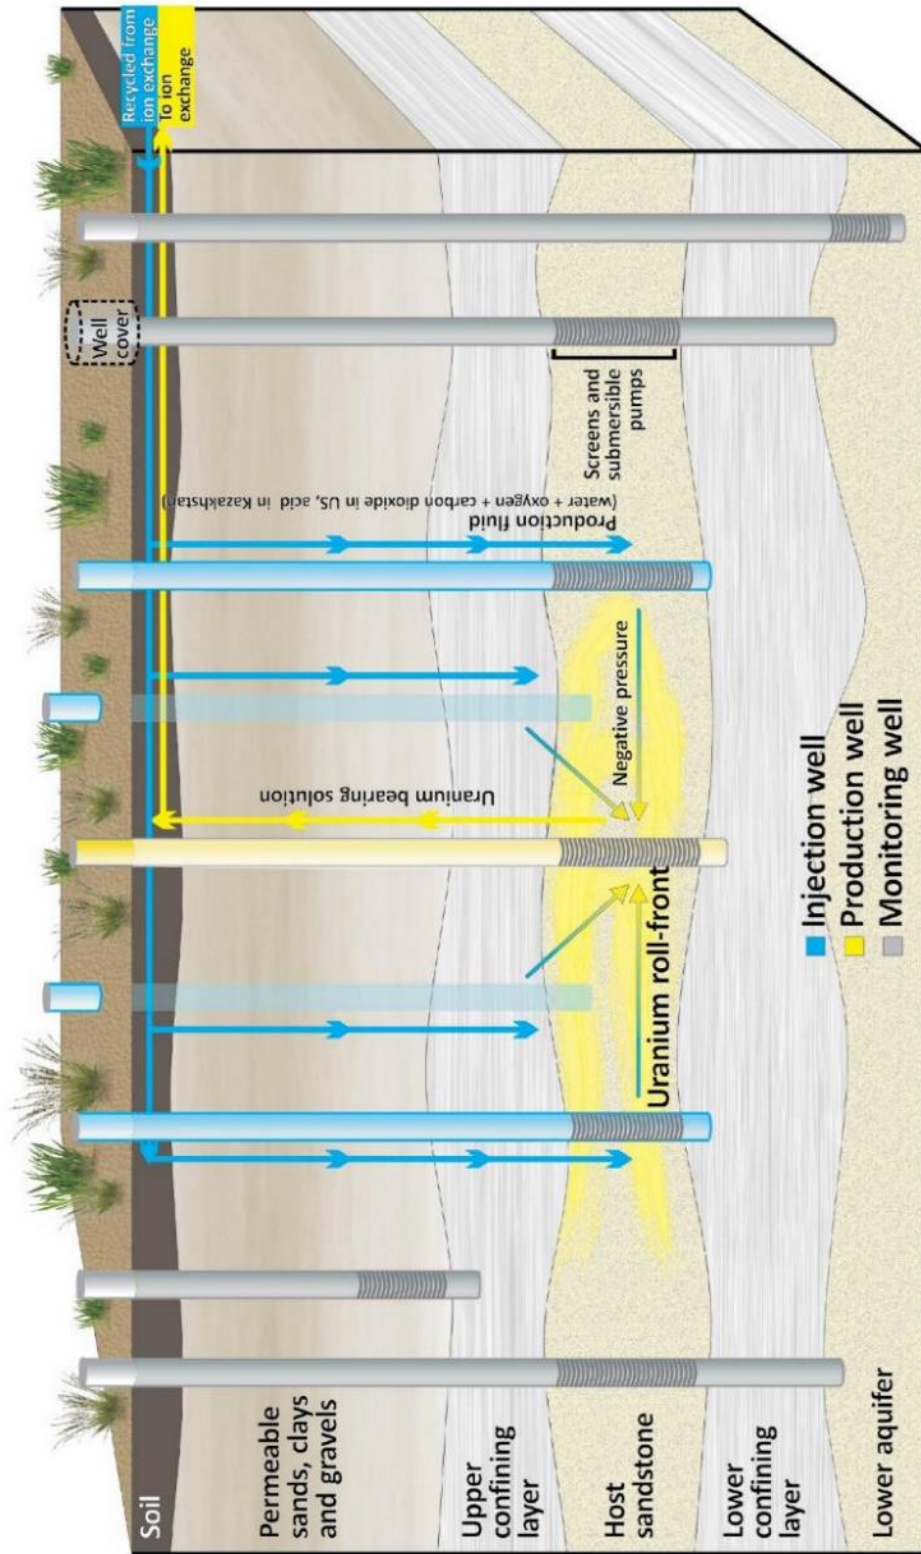 Recycled from
ion exchange
To ion
exchange
Well
cover
Screens and
submersible
pumps
Production fluid
(water + oxygen + carbon dioxide in US, acid in Kazakhstan)
Negative pressure
Uranium bearing solution
Uranium roll-front
Soil
Permeable
sands, clays
and gravels
Upper
confining
layer
Host
sandstone
Lower
confining
layer
Lower aquifer
Injection well
Production well
Monitoring well